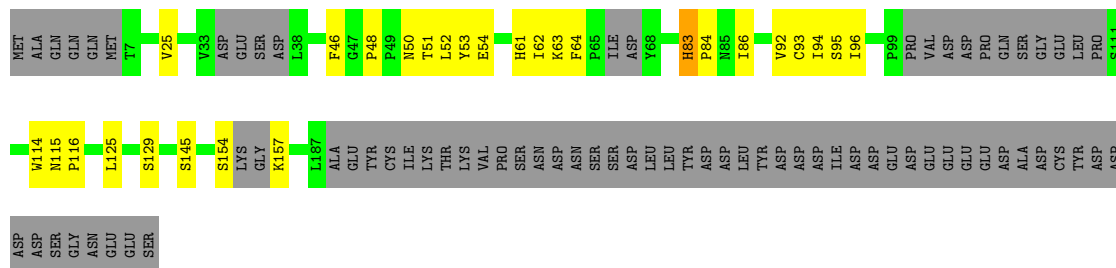 MET ALA GLN GLN GLN MET T7 V25 V33 ASP GLU SER ASP L38 F46 G47 P48 P49 N50 T51 L52 Y53 E54 H61 I62 K63 F64 P65 ILE ASP Y68 H83 P84 N85 I86 V92 C93 I94 S95 I96 P99 PRO VAL ASP ASP PRO GLN SER GLY GLU LEU PRO S111
W114 N115 P116 L125 S129 S145 S154 LYS GLY K157 L187 ALA GLU TYR CYS ILE LYS THR LYS VAL PRO SER ASN ASP ASN SER SER ASP LEU LEU TYR ASP ASP LEU TYR ASP ASP ASP ILE ASP ASP GLU ASP GLU GLU GLU GLU ASP ALA ASP CYS TYR ASP ASP
ASP ASP SER GLY ASN GLU GLU SER